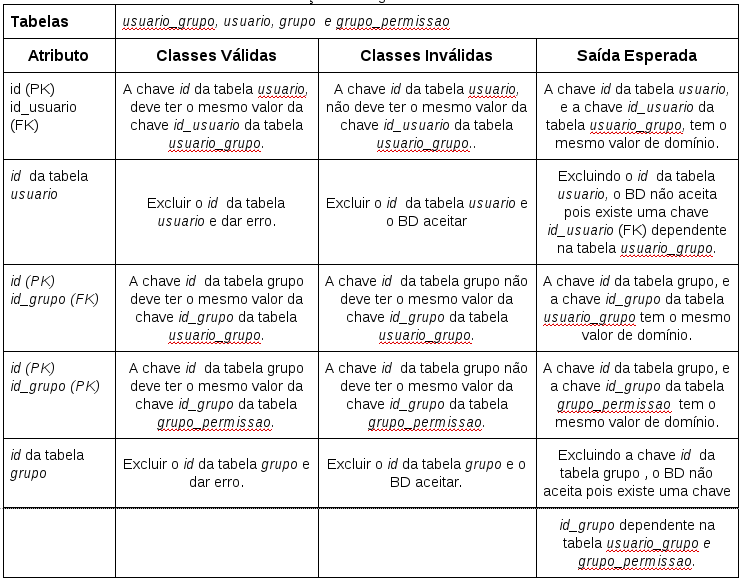 Tabelas
usuario_grupo, usuario, grupo e grupo_permissao
Atributo
Classes Válidas
Classes Inválidas
Saída Esperada
id (PK)
id_usuario
(FK)
A chave id da tabela usuario,
deve ter o mesmo valor da
chave id_usuario da tabela
usuario_grupo.
A chave id da tabela usuario,
não deve ter o mesmo valor da
chave id_usuario da tabela
usuario_grupo..
A chave id da tabela usuario,
e a chave id_usuario da
tabela usuario_grupo, tem o
mesmo valor de domínio.
id da tabela
usuario
Excluir o id da tabela
usuario e dar erro.
Excluir o id da tabela usuario e
o BD aceitar
Excluindo o id da tabela
usuario, o BD não aceita
pois existe uma chave
id_usuario (FK) dependente
na tabela usuario_grupo.
id (PK)
id_grupo (FK)
A chave id da tabela grupo
deve ter o mesmo valor da
chave id_grupo da tabela
usuario_grupo.
A chave id da tabela grupo não
deve ter o mesmo valor da
chave id_grupo da tabela
usuario_grupo.
A chave id da tabela grupo, e
a chave id_grupo da tabela
usuario_grupo tem o mesmo
valor de domínio.
id (PK)
id_grupo (PK)
A chave id da tabela grupo
deve ter o mesmo valor da
chave id_grupo da tabela
grupo_permissao.
A chave id da tabela grupo não
deve ter o mesmo valor da
chave id_grupo da tabela
grupo_permissao.
A chave id da tabela grupo, e
a chave id_grupo da tabela
grupo_permissao tem o
mesmo valor de domínio.
id da tabela
grupo
Excluir o id da tabela grupo e
dar erro.
Excluir o id da tabela grupo e o
BD aceitar.
Excluindo a chave id da
tabela grupo , o BD não
aceita pois existe uma chave
id_grupo dependente na
tabela usuario_grupo e
grupo_permissao.